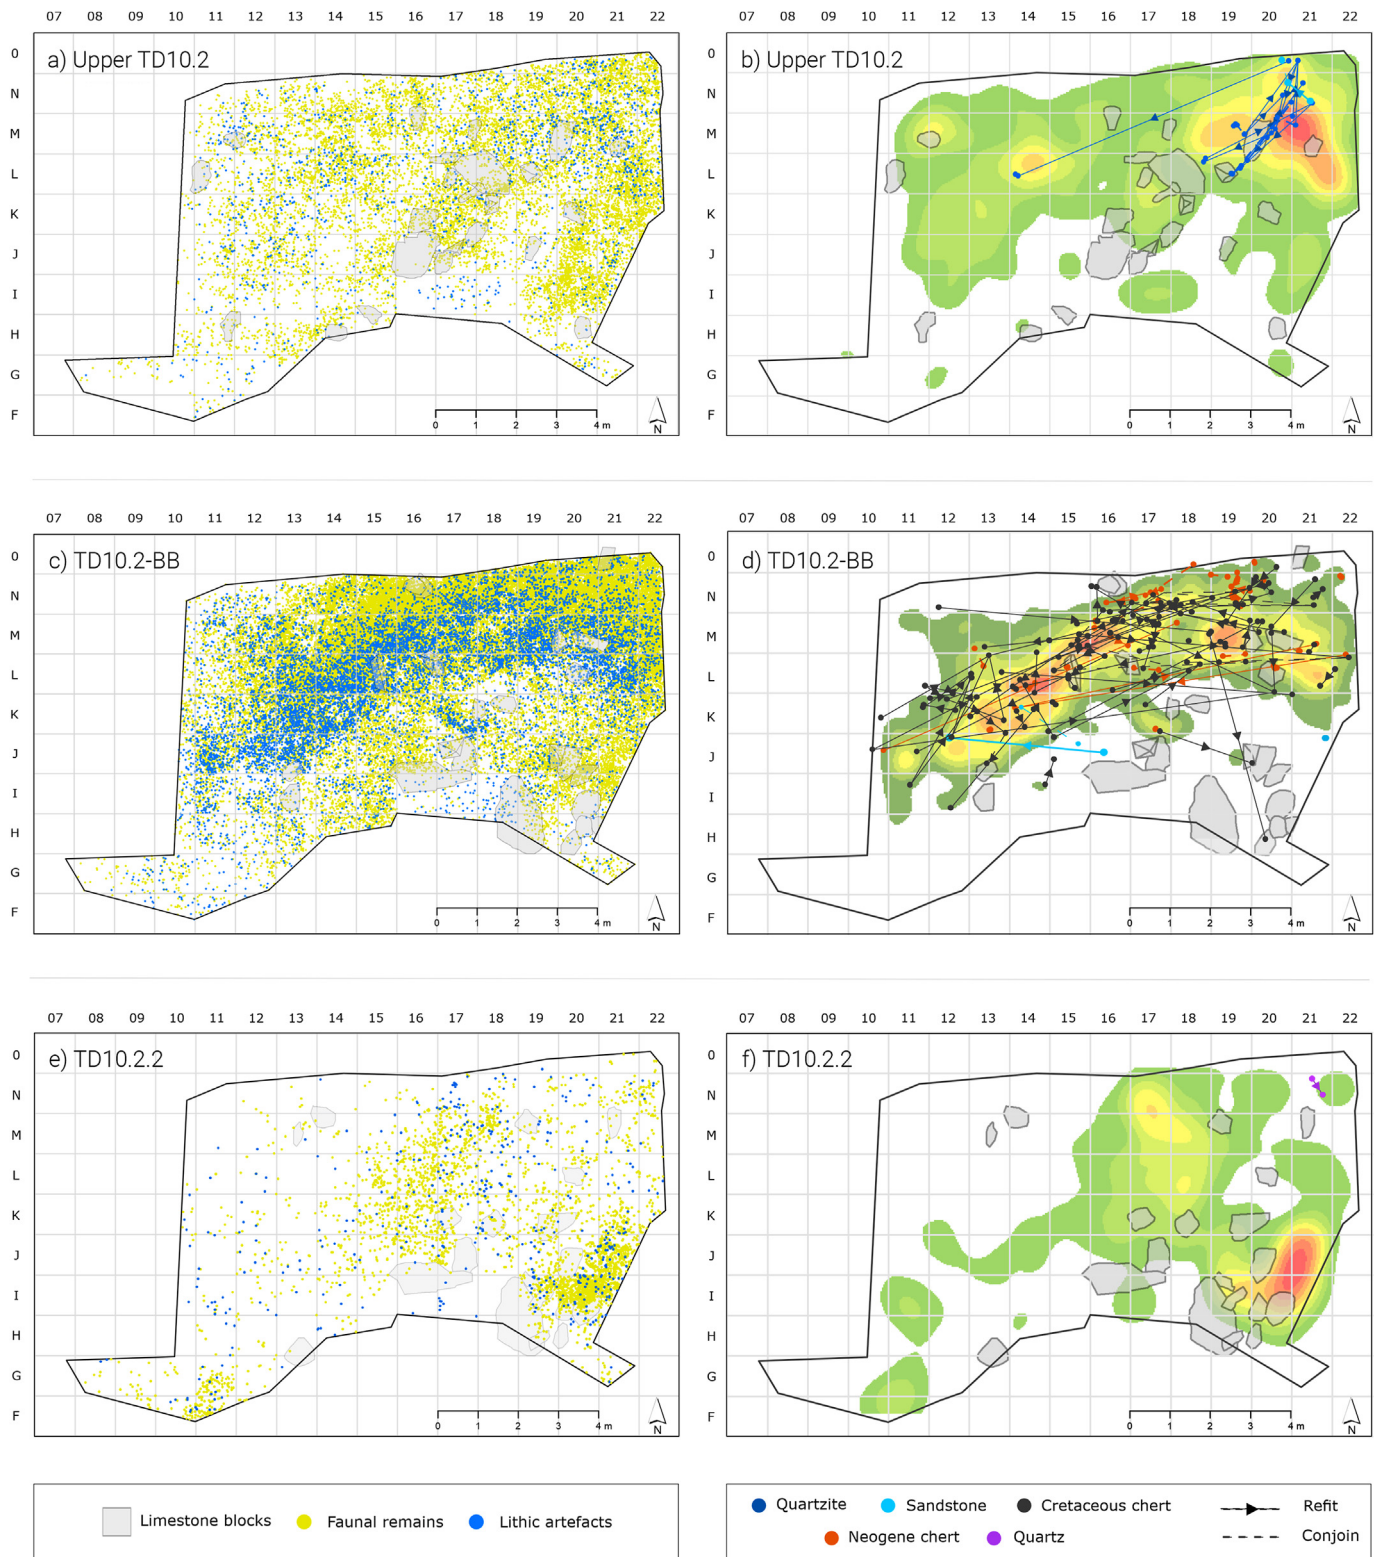 07 08 09 10 11 12 13 14 15 16 17 18 19 20 21 22
07 08 09 10 11 12 13 14 15 16 17 18 19 20 21 22
a) Upper TD10.2
O
N
M
L
K
J
I
H
G
F
0 1 2 3 4 m
N
b) Upper TD10.2
O
N
M
L
K
J
I
H
G
F
0 1 2 3 4 m
N
07 08 09 10 11 12 13 14 15 16 17 18 19 20 21 22
07 08 09 10 11 12 13 14 15 16 17 18 19 20 21 22
c) TD10.2-BB
O
N
M
L
K
J
I
H
G
F
0 1 2 3 4 m
N
d) TD10.2-BB
O
N
M
L
K
J
I
H
G
F
0 1 2 3 4 m
N
07 08 09 10 11 12 13 14 15 16 17 18 19 20 21 22
07 08 09 10 11 12 13 14 15 16 17 18 19 20 21 22
e) TD10.2.2
O
N
M
L
K
J
I
H
G
F
0 1 2 3 4 m
N
f) TD10.2.2
O
N
M
L
K
J
I
H
G
F
0 1 2 3 4 m
N
Limestone blocks Faunal remains Lithic artefacts
Quartzite Sandstone Cretaceous chert Refit
Neogene chert Quartz Conjoin